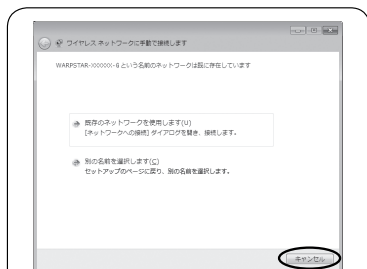 ワイヤレス ネットワークに手動で接続します
WARPSTAR-XXXXXX-G という名前のネットワークは既に存在しています
既存のネットワークを使用します(U)
[ネットワークへの接続] ダイアログを開き、接続します。
別の名前を選択します(C)
セットアップのページに戻り、別の名前を選択します。
キャンセル